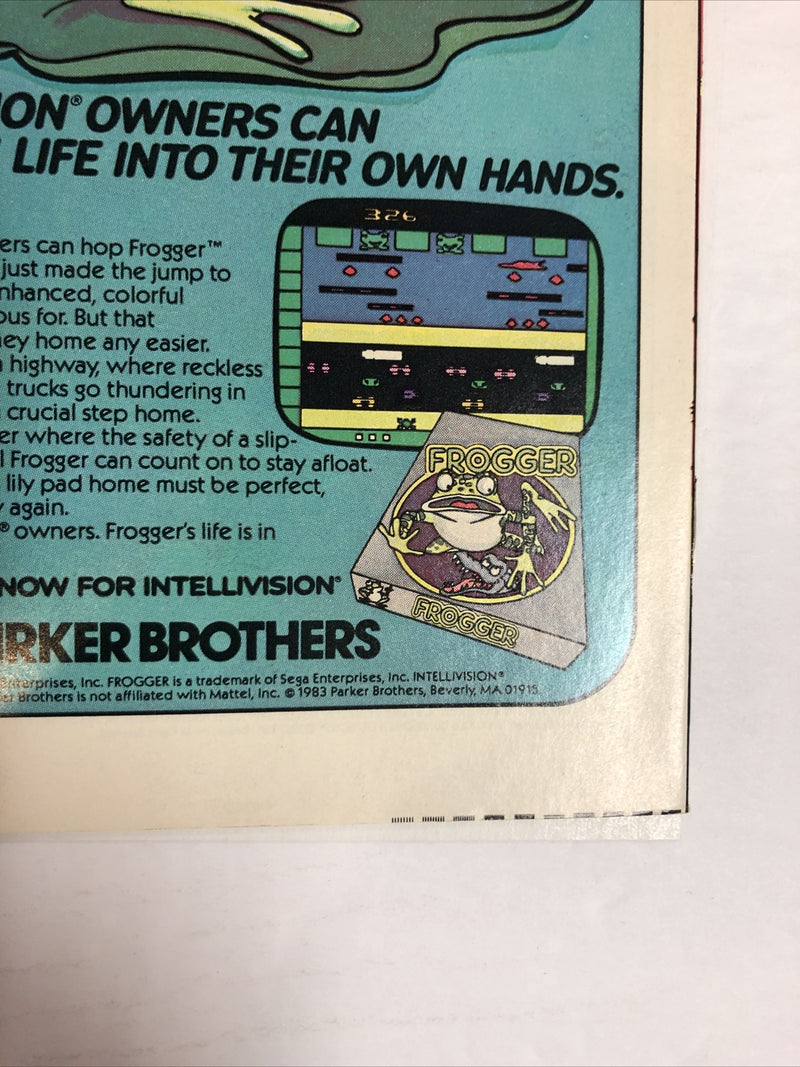 ION® OWNERS CAN
LIFE INTO THEIR OWN HANDS.
326
ers can hop Frogger™
just made the jump to
nhanced, colorful
ous for. But that
ney home any easier.
highway, where reckless
trucks go thundering in
crucial step home.
er where the safety of a slip-
l Frogger can count on to stay afloat.
lily pad home must be perfect,
again.
® owners. Frogger's life is in
FROGGER
FROGGER
NOW FOR INTELLIVISION®
RKER BROTHERS
Enterprises, Inc. FROGGER is a trademark of Sega Enterprises, Inc. INTELLIVISION®
er Brothers is not affiliated with Mattel, Inc. © 1983 Parker Brothers, Beverly, MA 01915